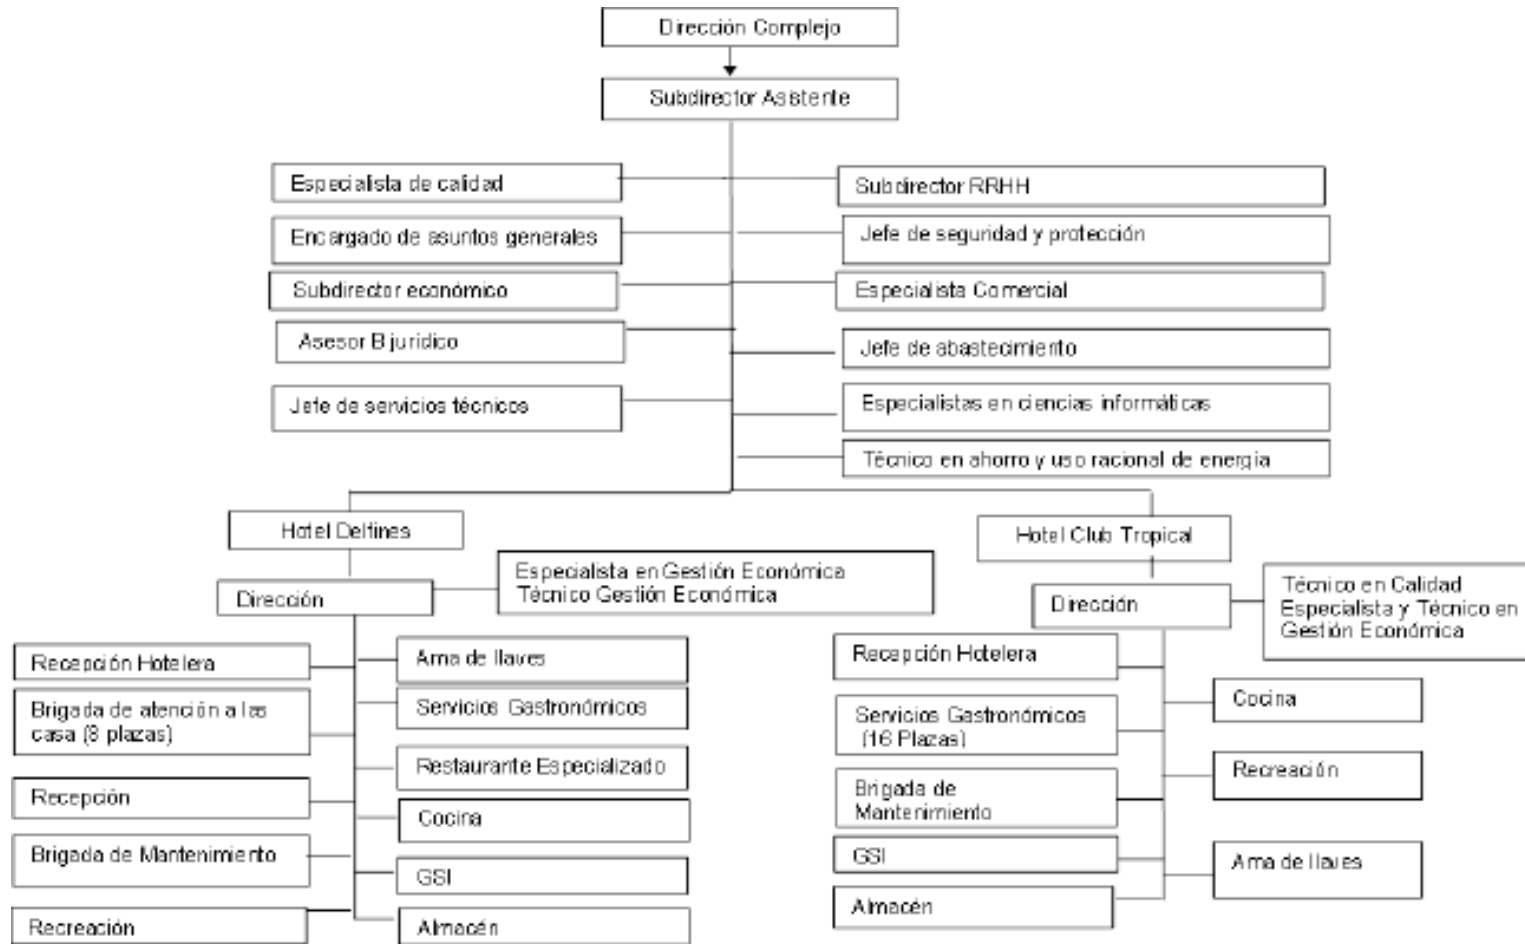 Dirección Complejo
Subdirector Asistente
Especialista de calidad
Subdirector RRHH
Encargado de asuntos generales
Jefe de seguridad y protección
Subdirector económico
Especialista Comercial
Asesor B jurídico
Jefe de abastecimiento
Jefe de servicios técnicos
Especialistas en ciencias informáticas
Técnico en ahorro y uso racional de energía
Hotel Delfines
Hotel Club Tropical
Dirección
Especialista en Gestión Económica
Técnico Gestión Económica
Dirección
Técnico en Calidad
Especialista y Técnico en
Gestión Económica
Recepción Hotelera
Brigada de atención a las
casa (8 plazas)
Recepción
Brigada de Mantenimiento
Recreación
Ama de llaves
Servicios Gastronómicos
Restaurante Especializado
Cocina
GSI
Almacén
Recepción Hotelera
Servicios Gastronómicos
(16 Plazas)
Brigada de
Mantenimiento
GSI
Almacén
Cocina
Recreación
Ama de llaves